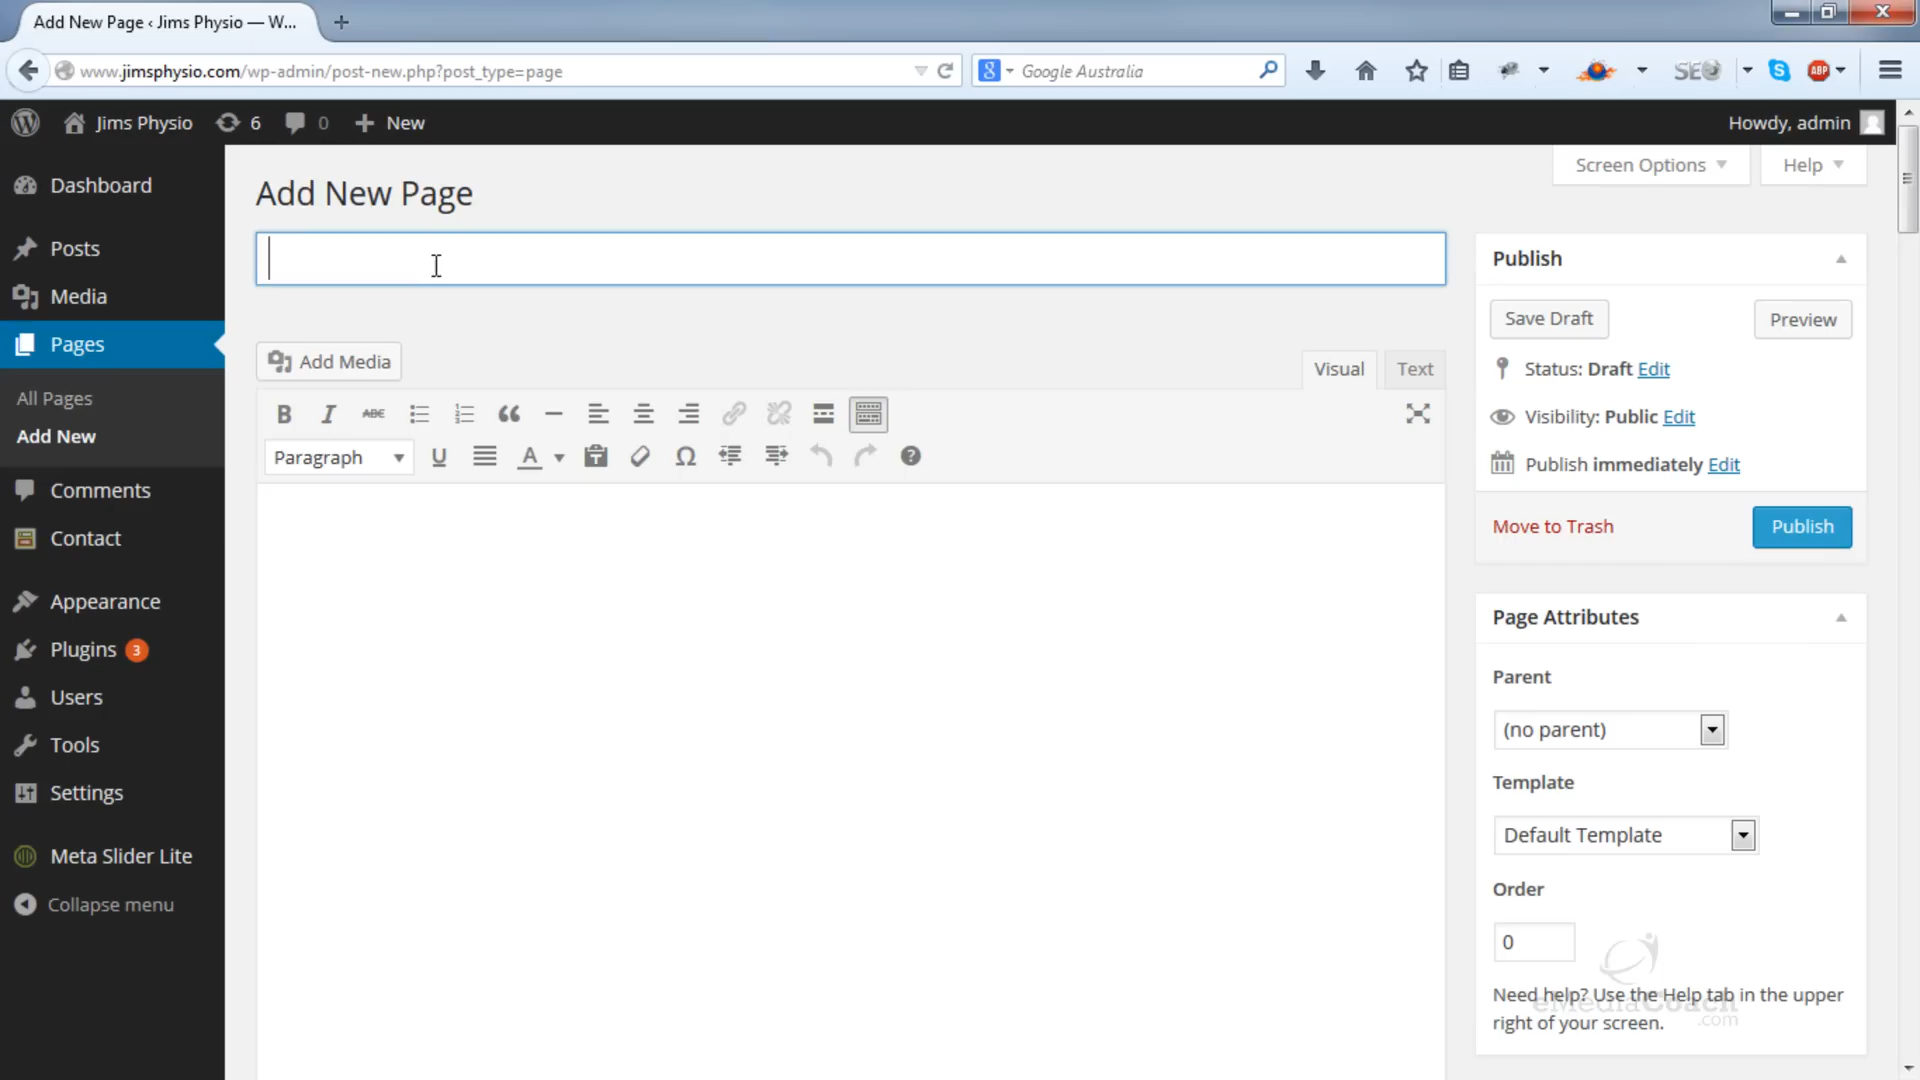 Add New Page ‹ Jims Physio — W...
www.jimsphysio.com/wp-admin/post-new.php?post_type=page
Google Australia
SEO
ABP
Jims Physio
6
0
New
Howdy, admin
Screen Options
Help
Dashboard
Posts
Media
Pages
All Pages
Add New
Comments
Contact
Appearance
Plugins 3
Users
Tools
Settings
Meta Slider Lite
Collapse menu
Add New Page
Add Media
Visual
Text
B I ABC
Paragraph
U
A
Ω
Publish
Save Draft
Preview
Status: Draft Edit
Visibility: Public Edit
Publish immediately Edit
Move to Trash
Publish
Page Attributes
Parent
(no parent)
Template
Default Template
Order
0
Need help? Use the Help tab in the upper
right of your screen.
eMediaCoach
.com